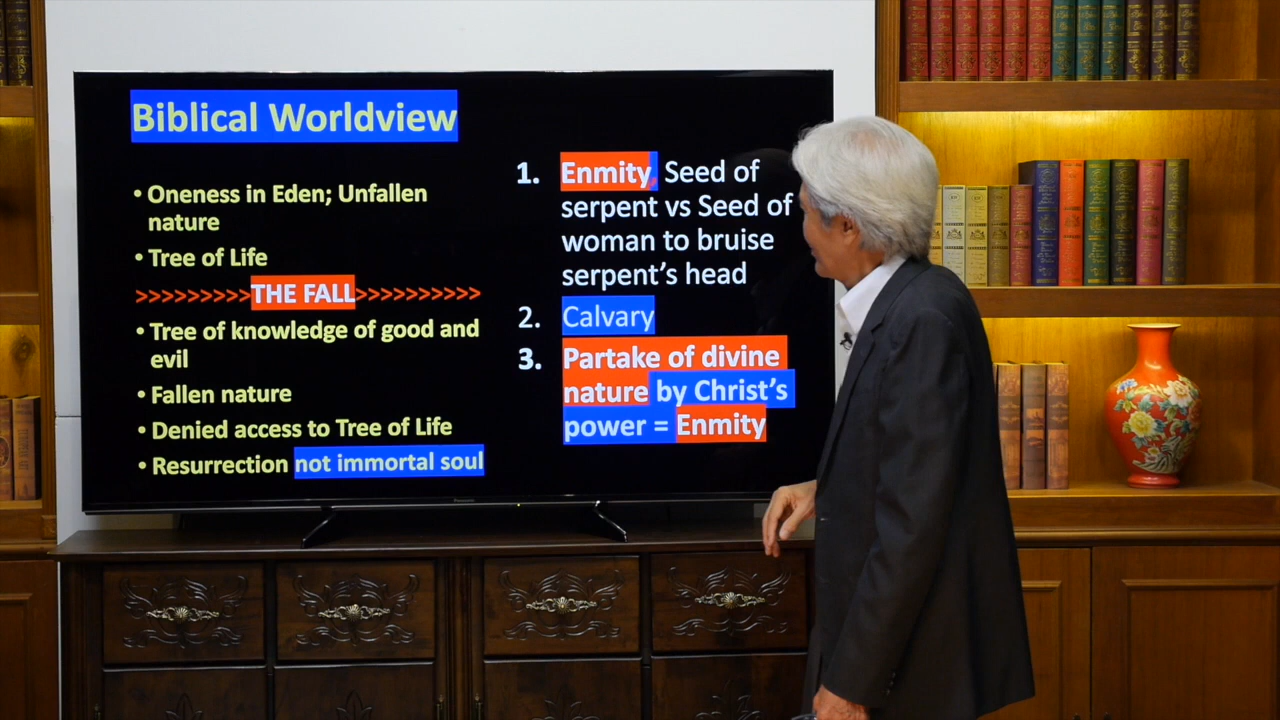 Biblical Worldview
• Oneness in Eden; Unfallen
nature
• Tree of Life
>>>>>>>>>>THE FALL>>>>>>>>>>>
• Tree of knowledge of good and
evil
• Fallen nature
• Denied access to Tree of Life
• Resurrection not immortal soul
1. Enmity, Seed of
serpent vs Seed of
woman to bruise
serpent’s head
2. Calvary
3. Partake of divine
nature by Christ’s
power = Enmity
Panasonic